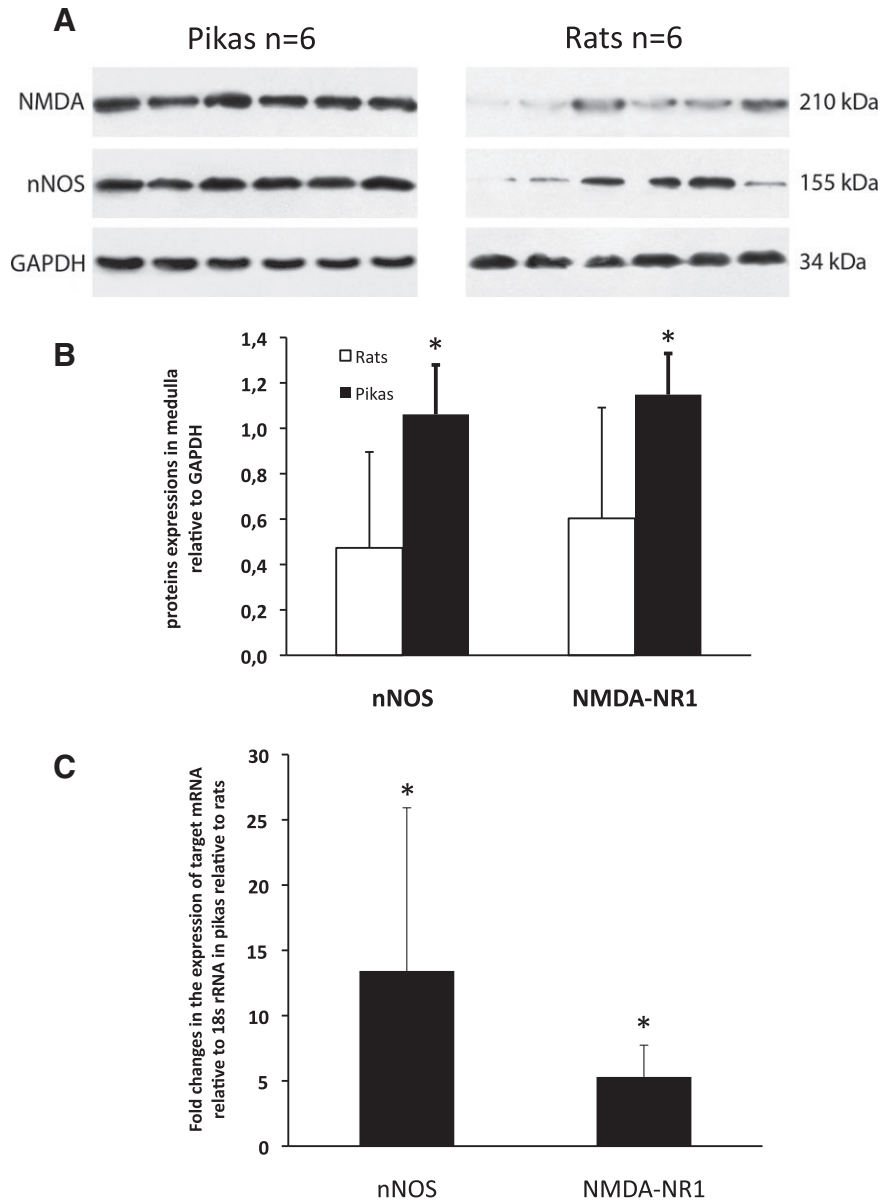 A
Pikas n=6
Rats n=6
NMDA
210 kDa
nNOS
155 kDa
GAPDH
34 kDa
B
proteins expressions in medulla
relative to GAPDH
1,4
1,2
1,0
0,8
0,6
0,4
0,2
0,0
Rats
Pikas
*
*
nNOS
NMDA-NR1
C
Fold changes in the expression of target mRNA
relative to 18s rRNA in pikas relative to rats
30
25
20
15
10
5
0
*
*
nNOS
NMDA-NR1